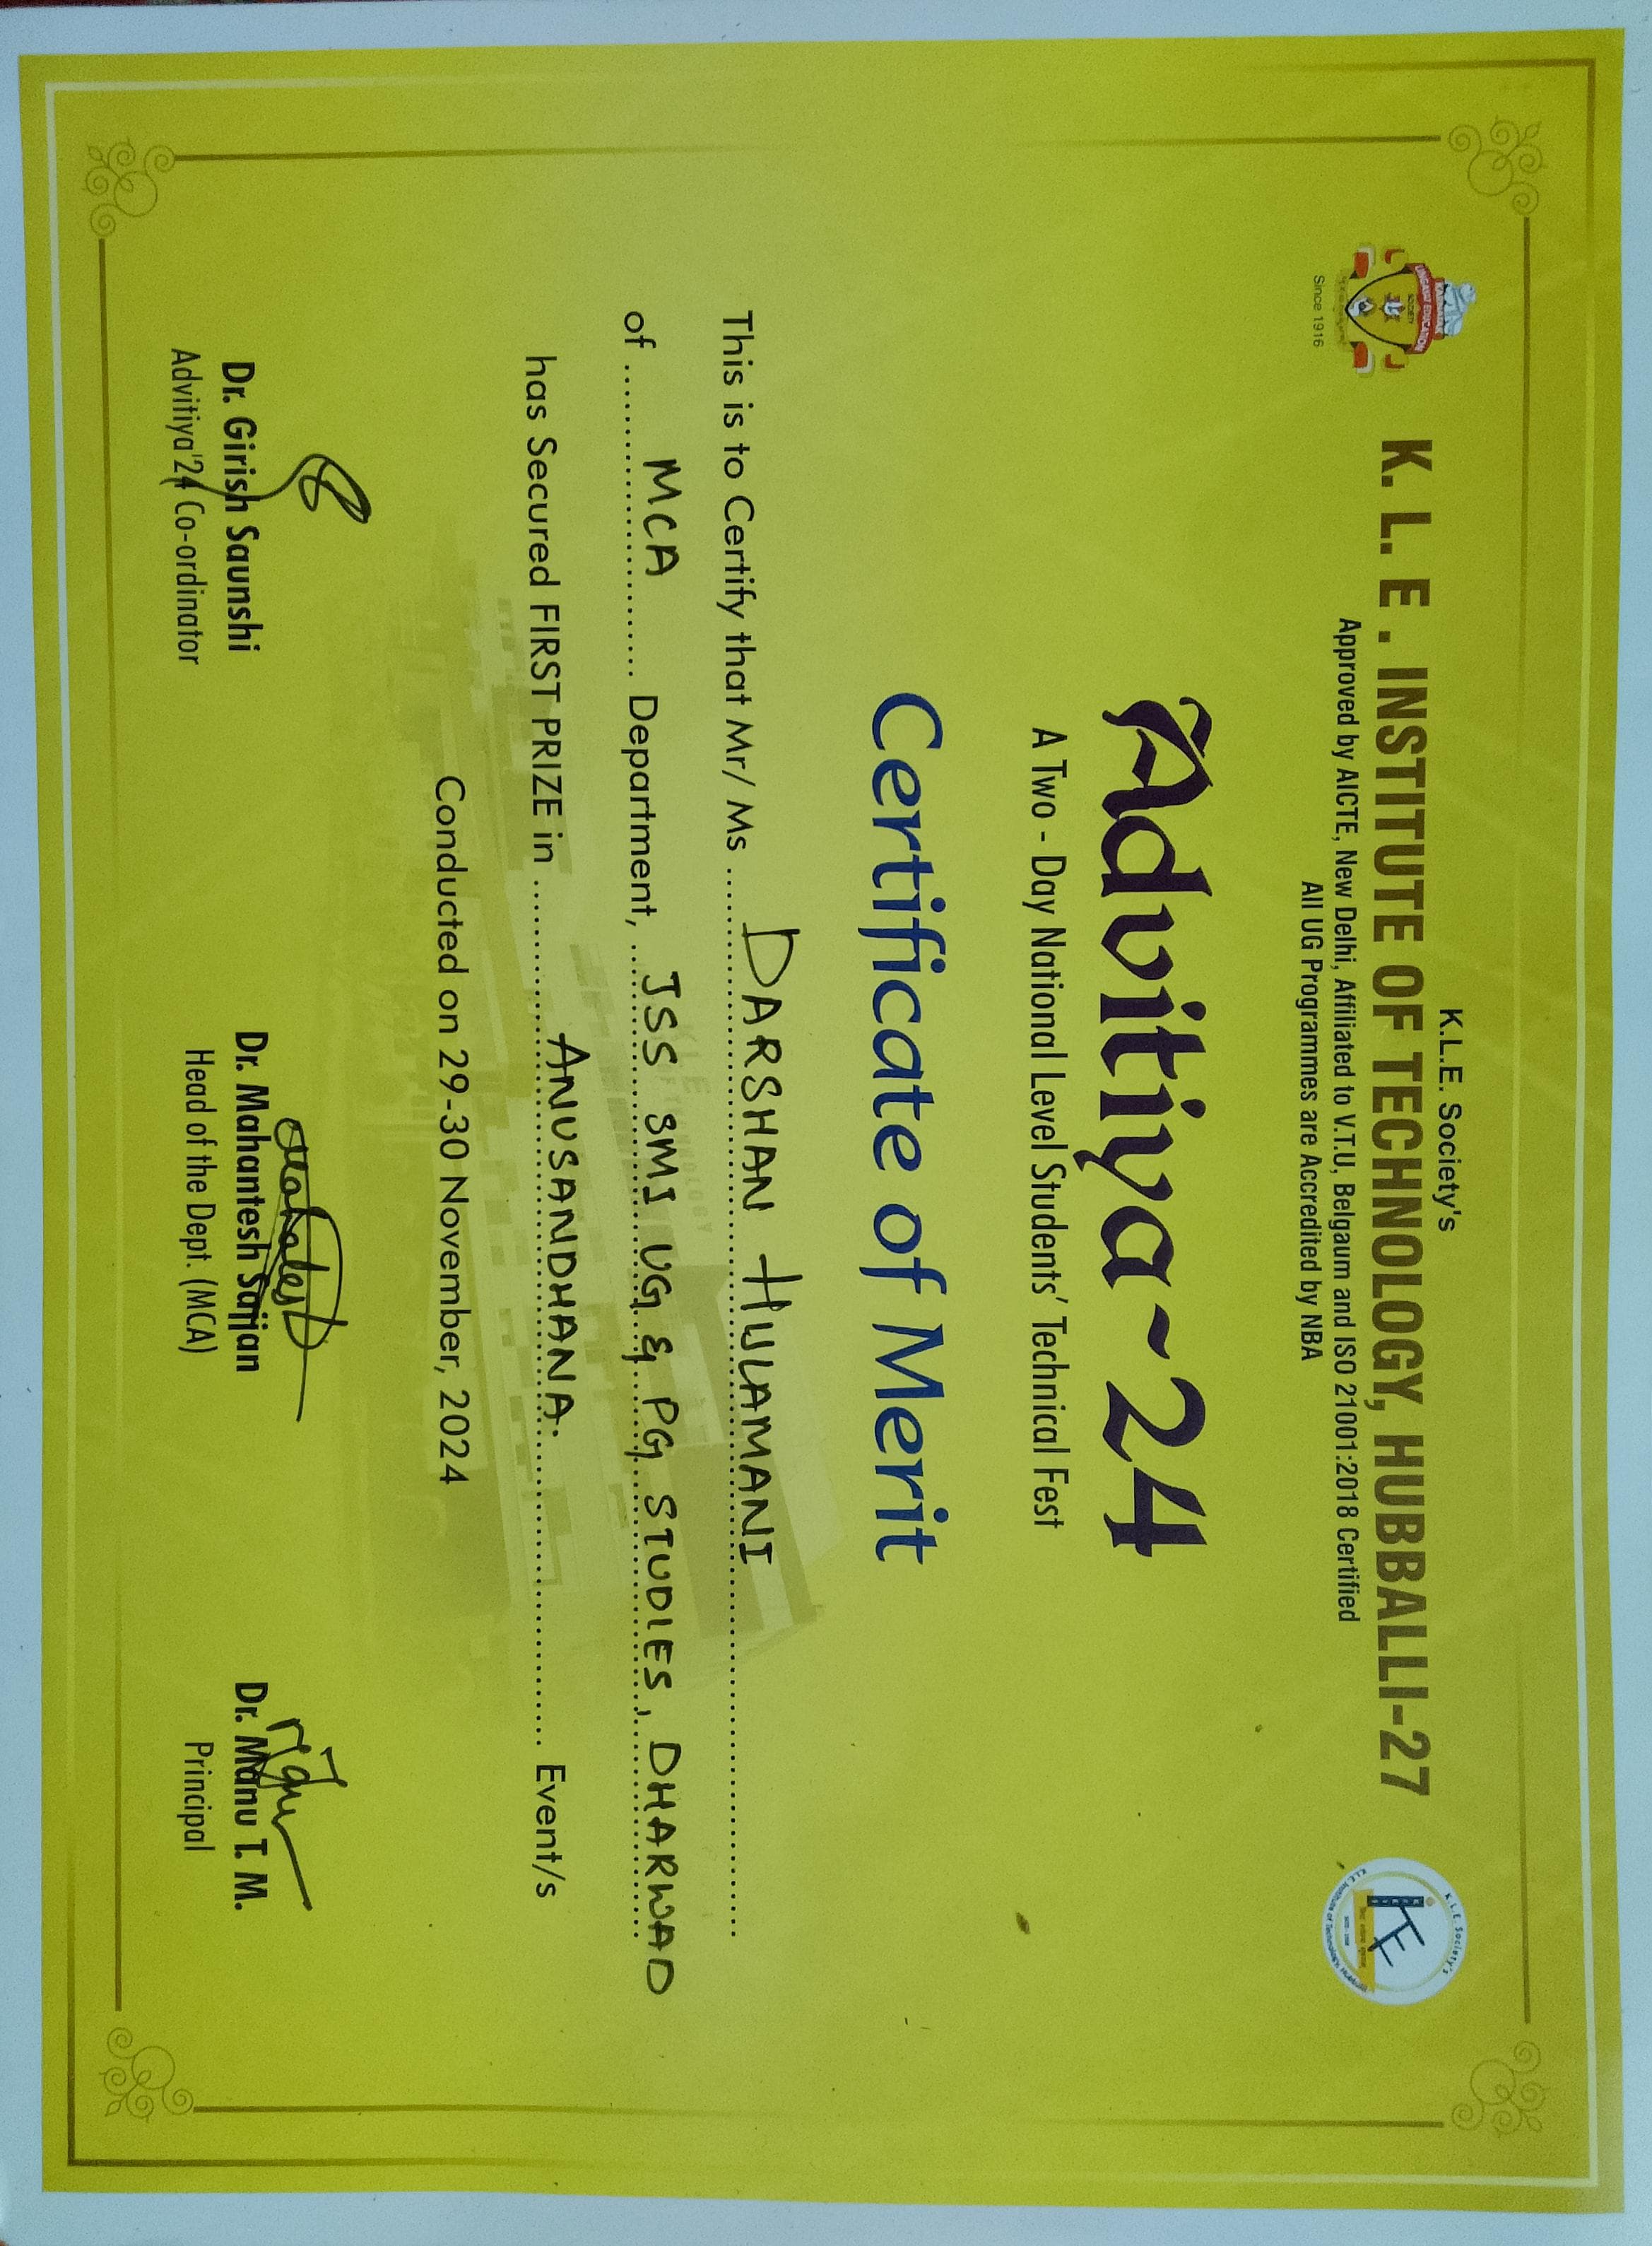 K.L.E. Society's
K. L. E . INSTITUTE OF TECHNOLOGY, HUBBALLI-27
Approved by AICTE, New Delhi, Affiliated to V.T.U, Belgaum and ISO 21001:2018 Certified
All UG Programmes are Accredited by NBA
Since 1916
Advitiya~24
A Two - Day National Level Students' Technical Fest
Certificate of Merit
This is to Certify that Mr/ Ms DARSHAN HULAMANI
of MCA Department, JSS SMI UG & PG STUDIES, DHARWAD
has Secured FIRST PRIZE in ANUSANDHANA. Event/s
Conducted on 29-30 November, 2024
Dr. Girish Saunshi
Advitiya'24 Co-ordinator
Dr. Mahantesh Sajjan
Head of the Dept. (MCA)
Dr. Manu T. M.
Principal